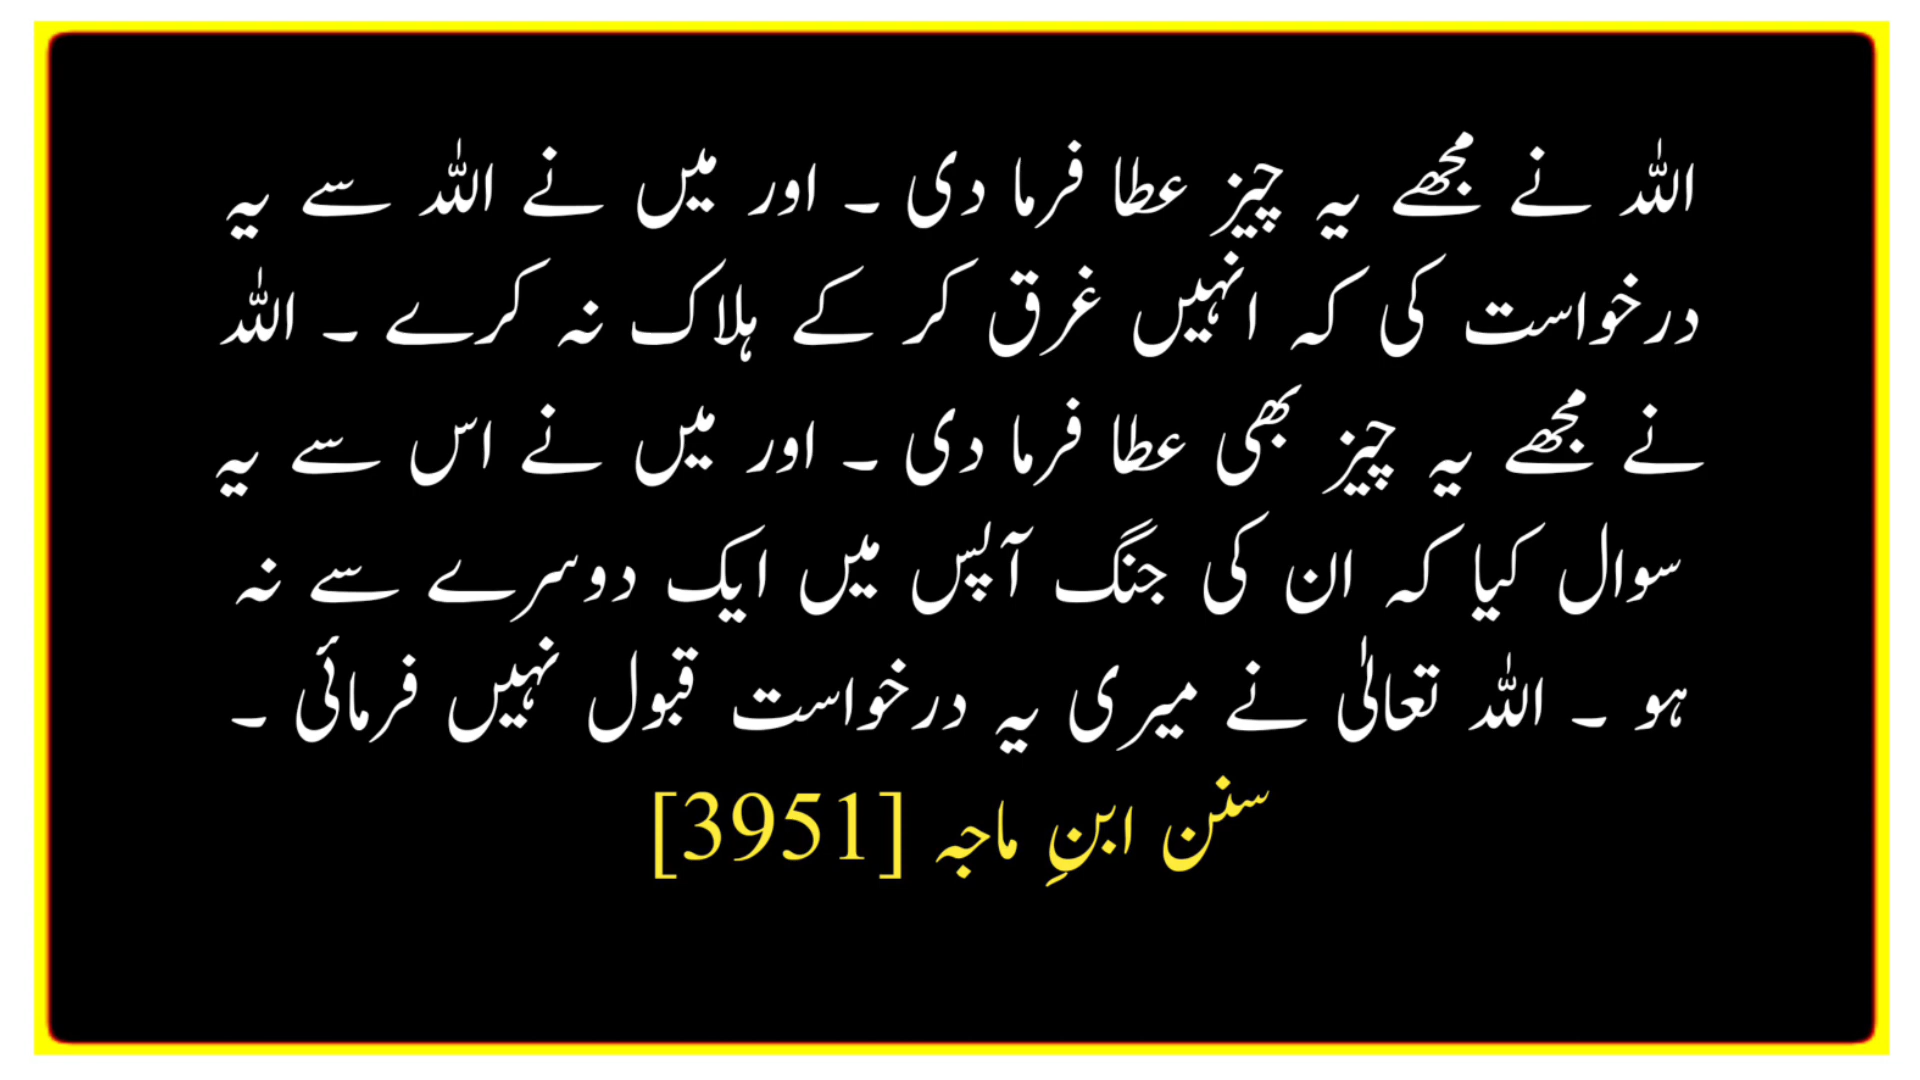 اللہ نے مجھے یہ چیز عطا فرما دی ۔ اور میں نے اللہ سے یہ
درخواست کی کہ انہیں غرق کر کے ہلاک نہ کرے ۔ اللہ
نے مجھے یہ چیز بھی عطا فرما دی ۔ اور میں نے اس سے یہ
سوال کیا کہ ان کی جنگ آپس میں ایک دوسرے سے نہ
ہو ۔ اللہ تعالٰی نے میری یہ درخواست قبول نہیں فرمائی ۔
سنن ابنِ ماجہ [3951]